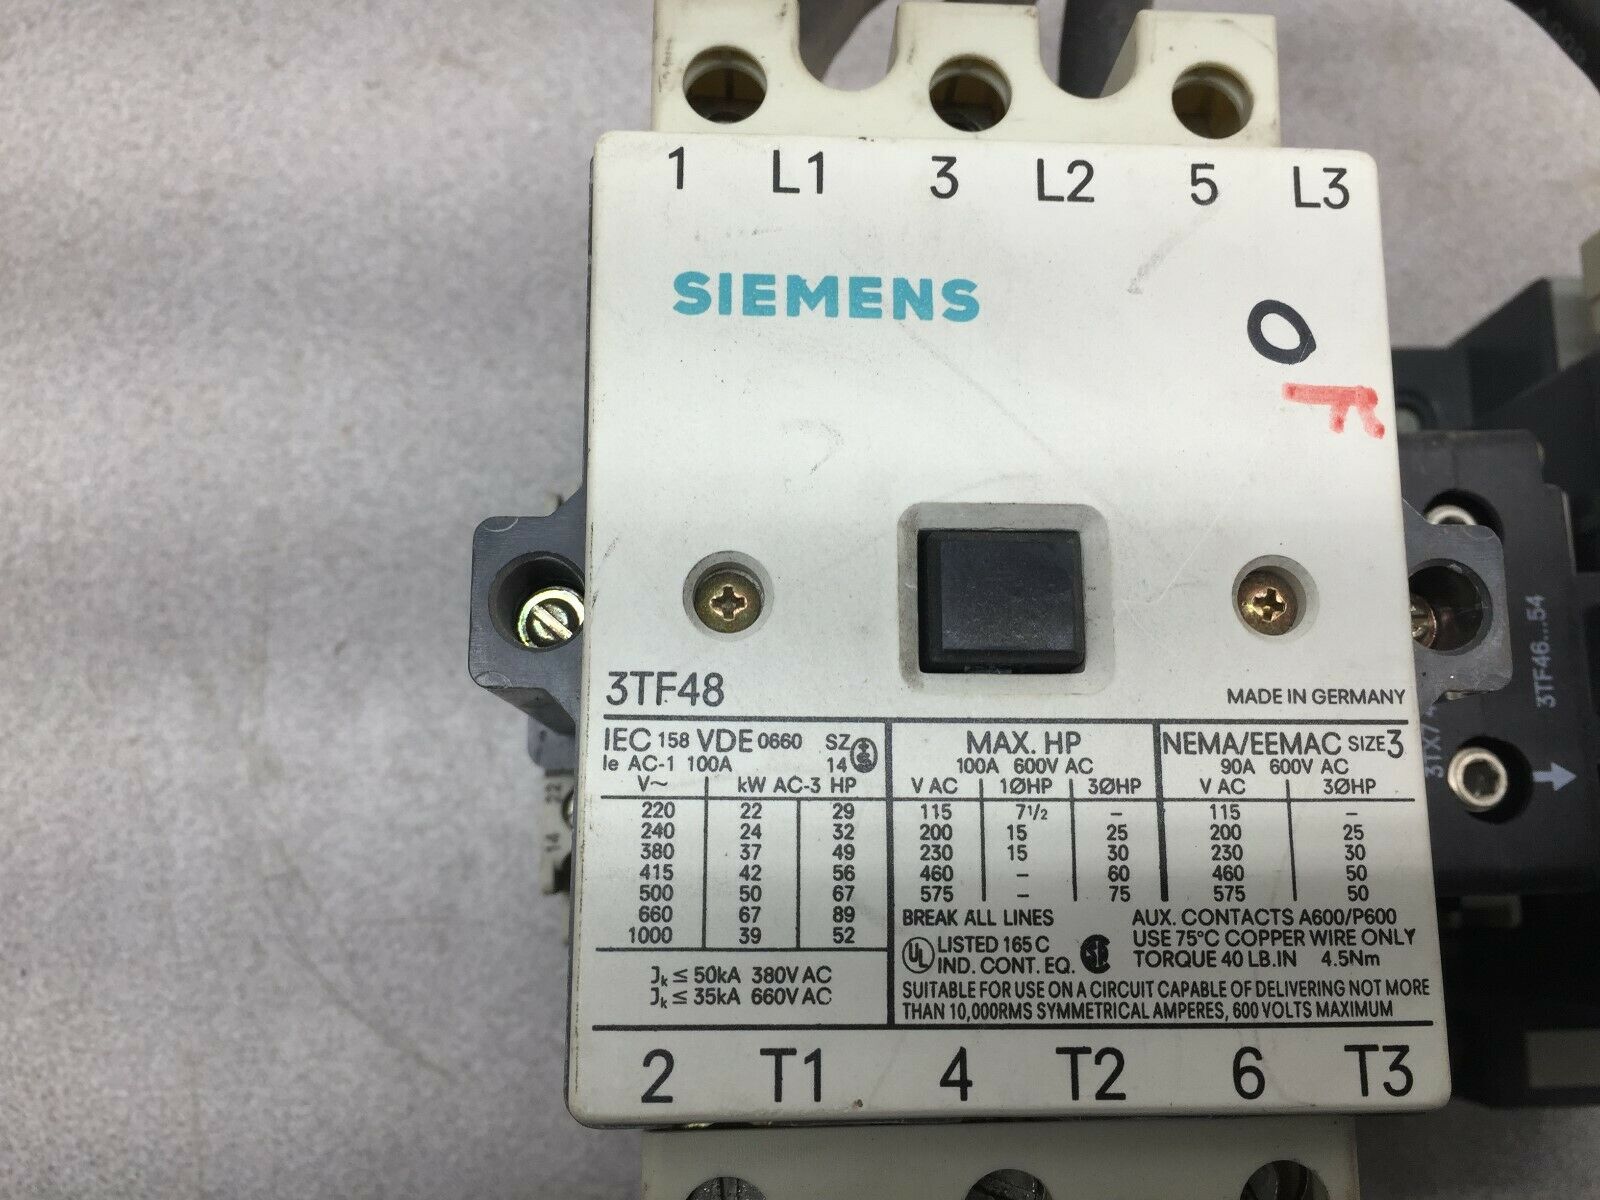 1 L1 3 L2 5 L3
SIEMENS
O
3TF48
MADE IN GERMANY
IEC 158 VDE 0660 SZ 14
Ie AC-1 100A
V~ kW AC-3 HP
220 22 29
240 24 32
380 37 49
415 42 56
500 50 67
660 67 89
1000 39 52
Jk ≤ 50kA 380V AC
Jk ≤ 35kA 660V AC
MAX. HP
100A 600V AC
V AC 1ØHP 3ØHP
115 7 1/2 –
200 15 25
230 15 30
460 – 60
575 – 75
NEMA/EEMAC SIZE 3
90A 600V AC
V AC 3ØHP
115 –
200 25
230 30
460 50
575 50
BREAK ALL LINES AUX. CONTACTS A600/P600
UL LISTED 165 C
IND. CONT. EQ.
USE 75°C COPPER WIRE ONLY
TORQUE 40 LB.IN 4.5Nm
SUITABLE FOR USE ON A CIRCUIT CAPABLE OF DELIVERING NOT MORE
THAN 10,000RMS SYMMETRICAL AMPERES, 600 VOLTS MAXIMUM
2 T1 4 T2 6 T3
3TF46...54
14 22